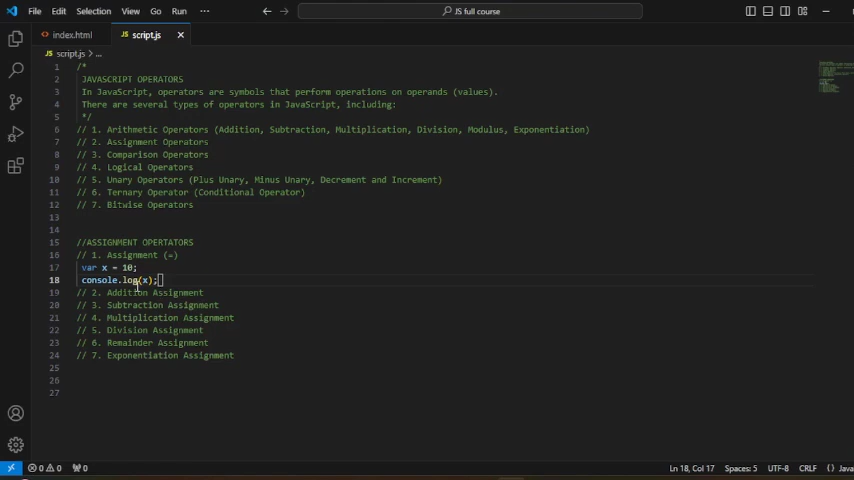 File Edit Selection View Go Run ··· JS full course
index.html JS script.js
JS script.js > ...
1 /*
2 JAVASCRIPT OPERATORS
3 In JavaScript, operators are symbols that perform operations on operands (values).
4 There are several types of operators in JavaScript, including:
5 */
6 // 1. Arithmetic Operators (Addition, Subtraction, Multiplication, Division, Modulus, Exponentiation)
7 // 2. Assignment Operators
8 // 3. Comparison Operators
9 // 4. Logical Operators
10 // 5. Unary Operators (Plus Unary, Minus Unary, Decrement and Increment)
11 // 6. Ternary Operator (Conditional Operator)
12 // 7. Bitwise Operators
13
14
15 //ASSIGNMENT OPERTATORS
16 // 1. Assignment (=)
17 var x = 10;
18 console.log(x);
19 // 2. Addition Assignment
20 // 3. Subtraction Assignment
21 // 4. Multiplication Assignment
22 // 5. Division Assignment
23 // 6. Remainder Assignment
24 // 7. Exponentiation Assignment
25
26
27
0 0 0 Ln 18, Col 17 Spaces: 5 UTF-8 CRLF {} Java